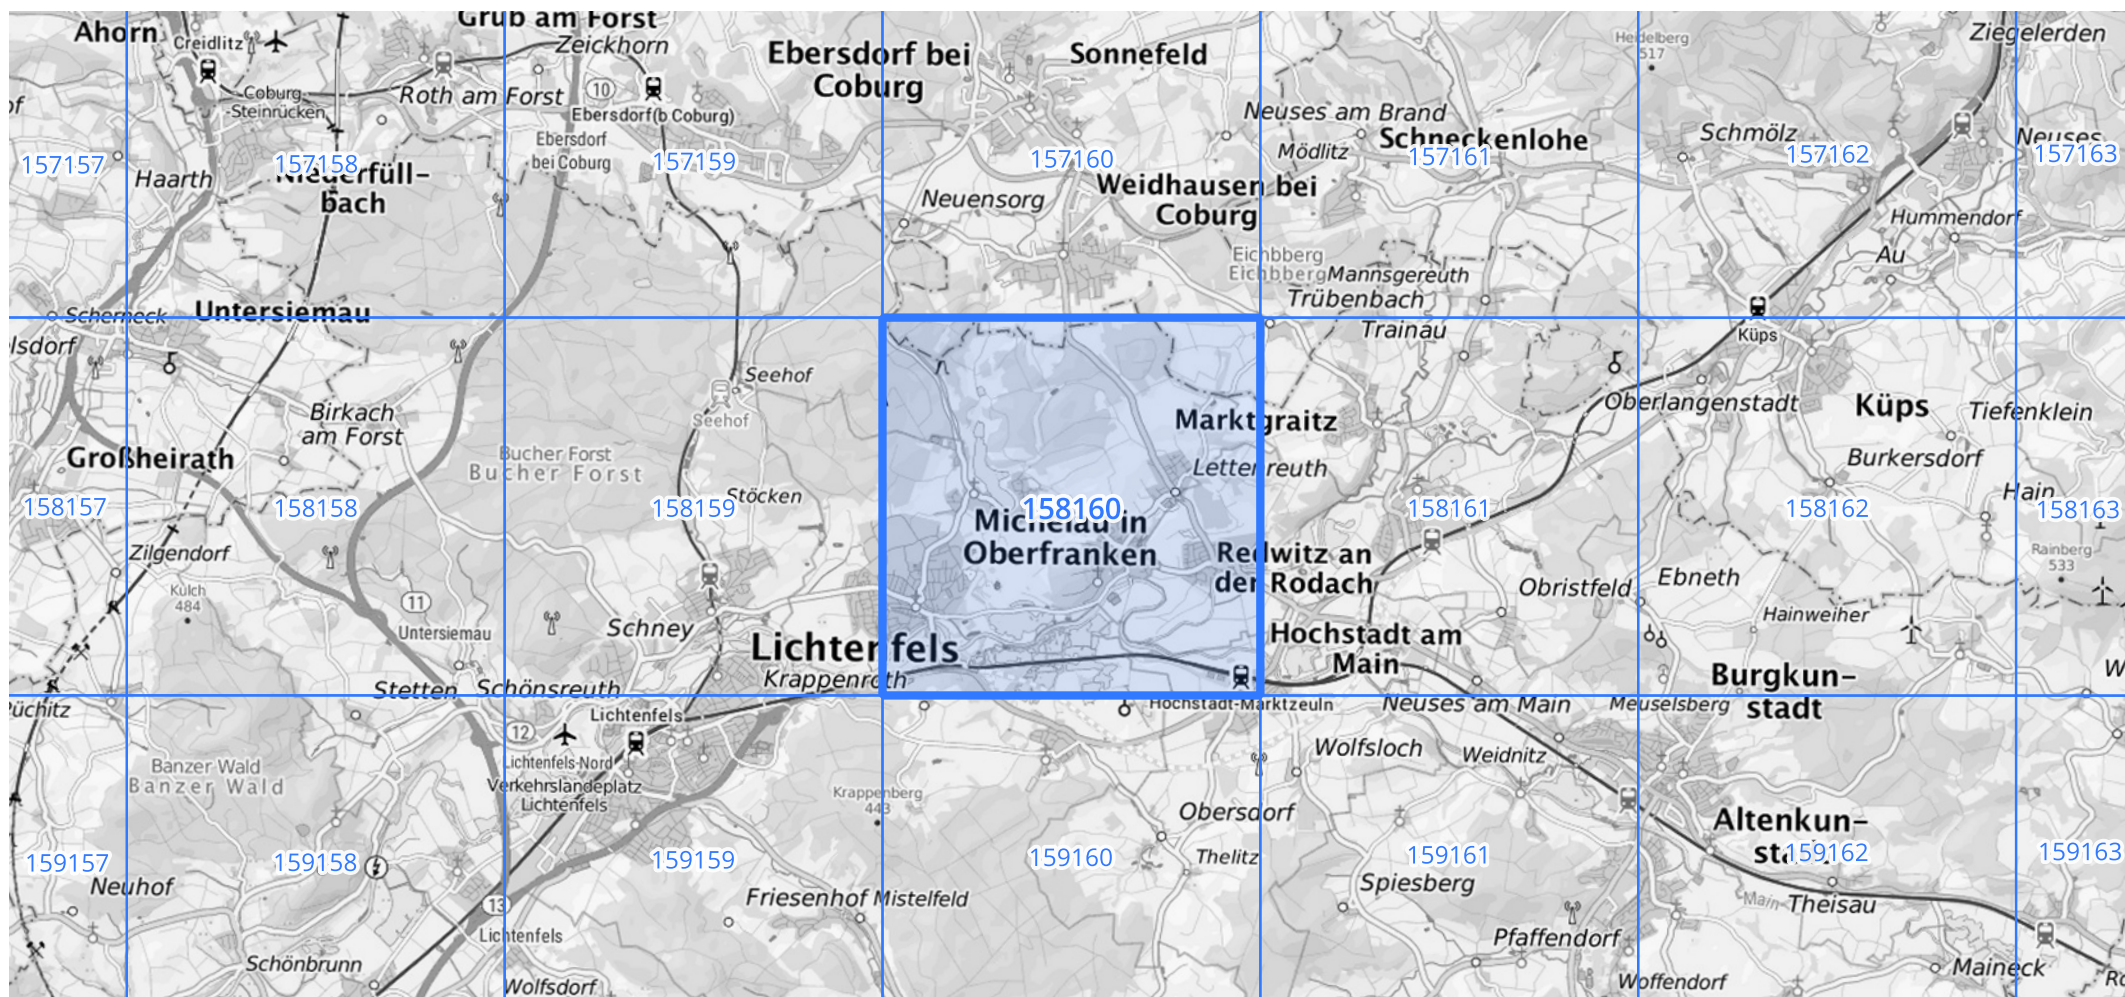 Grub am Forst
Ahorn
Creidlitz
Zeickhorn
Ebersdorf bei
Coburg
Sonnefeld
Heidelberg
517
Ziegelerden
of
Coburg
-Steinrücken
Roth am Forst
10
Ebersdorf(b Coburg)
Neuses am Brand
Schneckenlohe
Schmölz
Neuses
Ebersdorf
bei Coburg
Mödlitz
157157
157158
157159
157160
157161
157162
157163
Haarth
Niederfüll-
bach
Neuensorg
Weidhausen bei
Coburg
Hummendorf
Eichbberg
Eichbberg
Mannsgereuth
Au
Trübenbach
Scherneck
Untersiemau
Trainau
Küps
lsdorf
Seehof
Seehof
Birkach
am Forst
Marktgraitz
Oberlangenstadt
Küps
Tiefenklein
Großheirath
Bucher Forst
Bucher Forst
Lettenreuth
Burkersdorf
Stöcken
Hain
158157
158158
158159
158160
158161
158162
158163
Michelau in
Oberfranken
Zilgendorf
Redwitz an
der Rodach
Rainberg
533
Kulch
484
Obristfeld
Ebneth
11
Untersiemau
Schney
Hainweiher
Lichtenfels
Hochstadt am
Main
Krappenroth
Burgkun-
stadt
W
Stetten
Schönsreuth
Püchitz
Lichtenfels
Hochstadt-Marktzeuln
Neuses am Main
Meuselsberg
12
Wolfsloch
Weidnitz
Lichtenfels-Nord
Banzer Wald
Banzer Wald
Verkehrslandeplatz
Lichtenfels
Krappenberg
443
Obersdorf
Altenkun-
stadt
159157
159158
159159
159160
159161
159162
159163
Thelitz
Neuhof
Spiesberg
Friesenhof
Mistelfeld
13
Main
Theisau
Lichtenfels
Pfaffendorf
Schönbrunn
Maineck
Wolfsdorf
Woffendorf